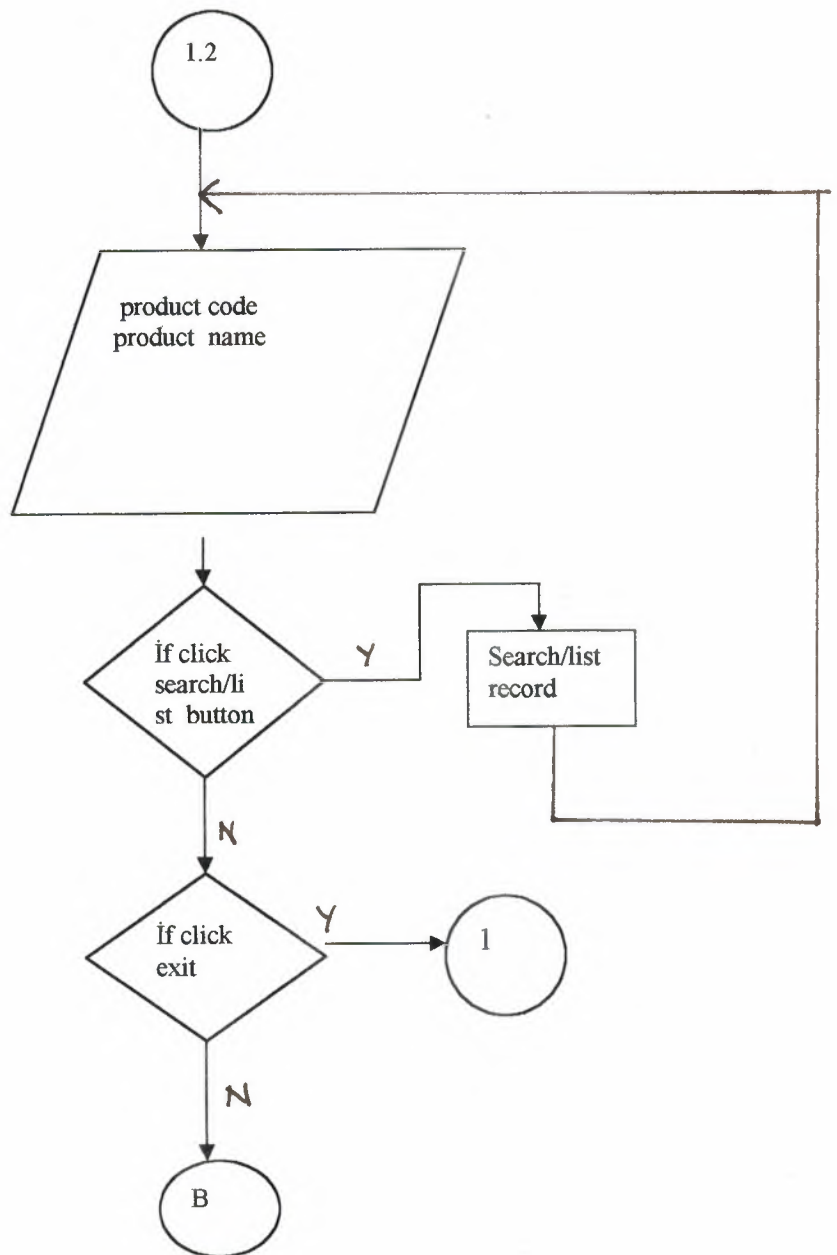 1.2
product code
product name
İf click
search/li
st button
Y
Search/list
record
N
İf click
exit
Y
1
N
B